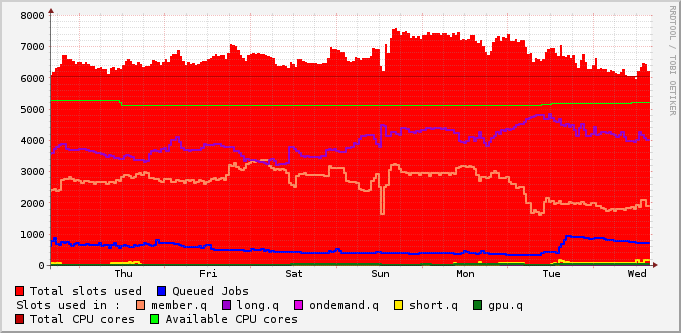 8000
7000
6000
5000
4000
3000
2000
1000
0
Thu Fri Sat Sun Mon Tue Wed
RRDTOOL / TOBI OETIKER
Total slots used Queued Jobs
Slots used in : member.q long.q ondemand.q short.q gpu.q
Total CPU cores Available CPU cores